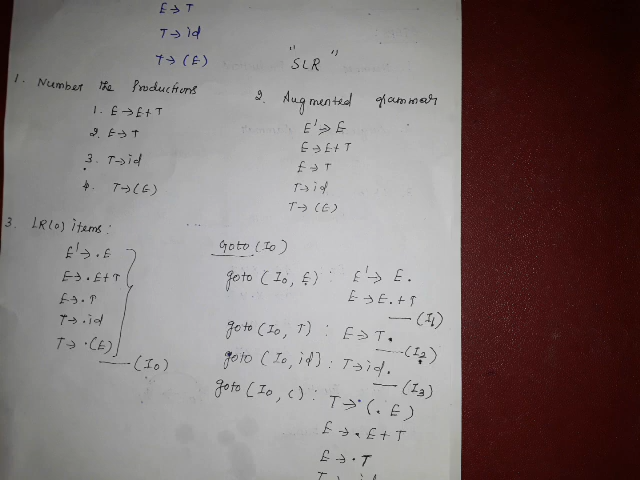 E → T
T → id
T → (E)
"SLR"
1. Number the Productions
1. E → E + T
2. E → T
3. T → id
4. T → (E)
2. Augmented grammar
E' → E
E → E + T
E → T
T → id
T → (E)
3. LR(0) items:
E' → .E
E → .E + T
E → .T
T → .id
T → .(E)
(I0)
Goto (I0)
goto (I0, E): E' → E.
E → E. + T
(I1)
goto (I0, T): E → T.
(I2)
goto (I0, id): T → id.
(I3)
goto (I0, (): T → (.E)
E → .E + T
E → .T